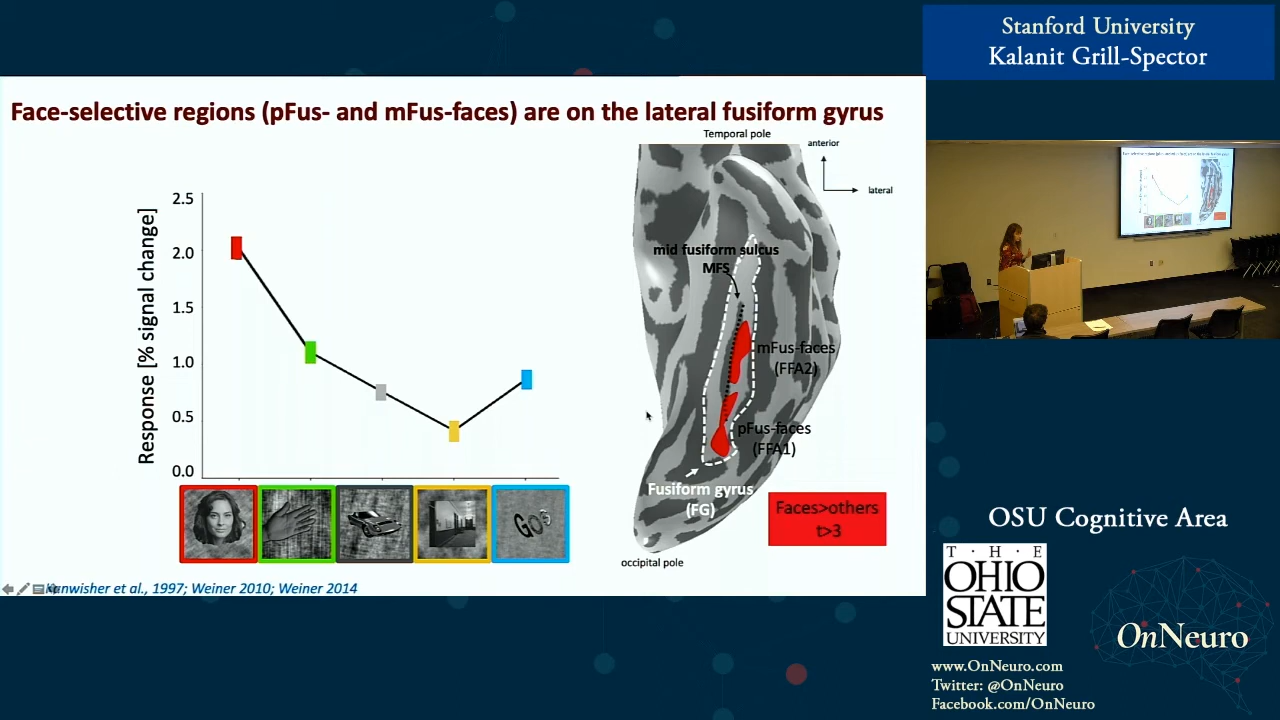 Stanford University
Kalanit Grill-Spector
Face-selective regions (pFus- and mFus-faces) are on the lateral fusiform gyrus
Temporal pole
anterior
lateral
mid fusiform sulcus
MFS
mFus-faces
(FFA2)
pFus-faces
(FFA1)
Fusiform gyrus
(FG)
occipital pole
Faces>others
t>3
Response [% signal change]
2.5
2.0
1.5
1.0
0.5
0.0
et al., 1997; Weiner 2010; Weiner 2014
OSU Cognitive Area
T·H·E
OHIO
STATE
UNIVERSITY
OnNeuro
www.OnNeuro.com
Twitter: @OnNeuro
Facebook.com/OnNeuro